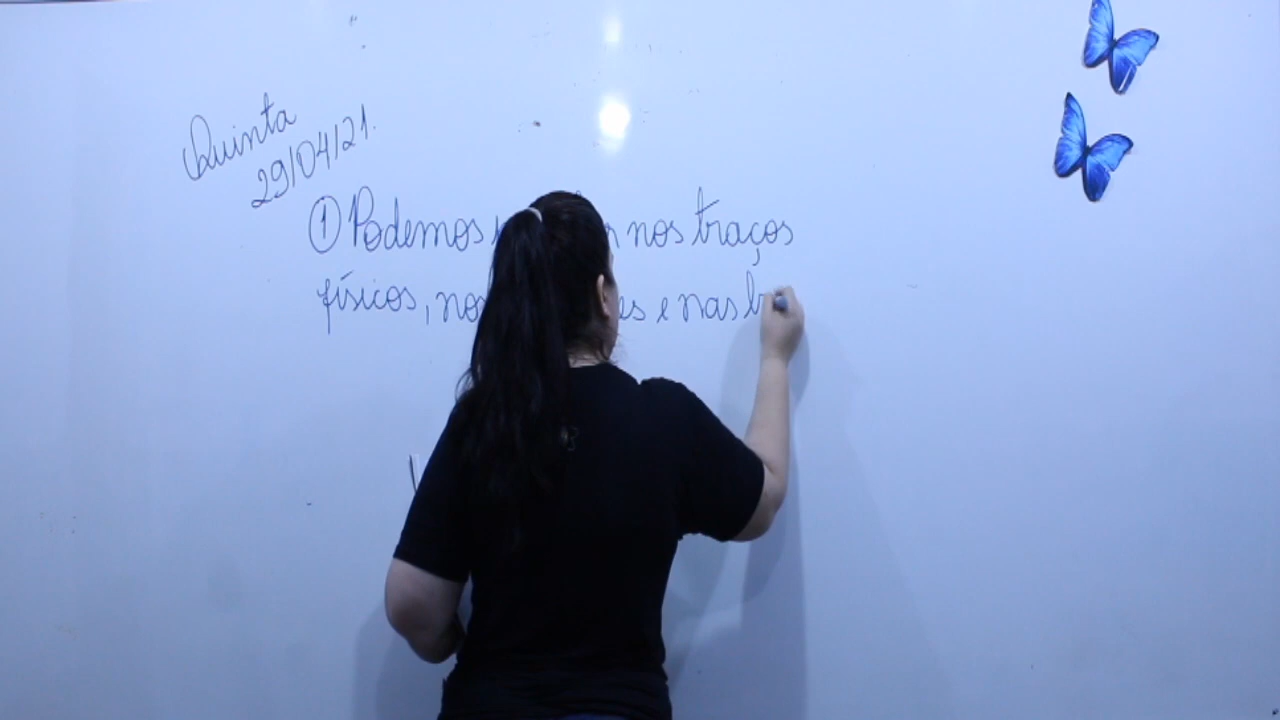 Quinta
29/04/21.
① Podemos nos traços
físicos, e nas